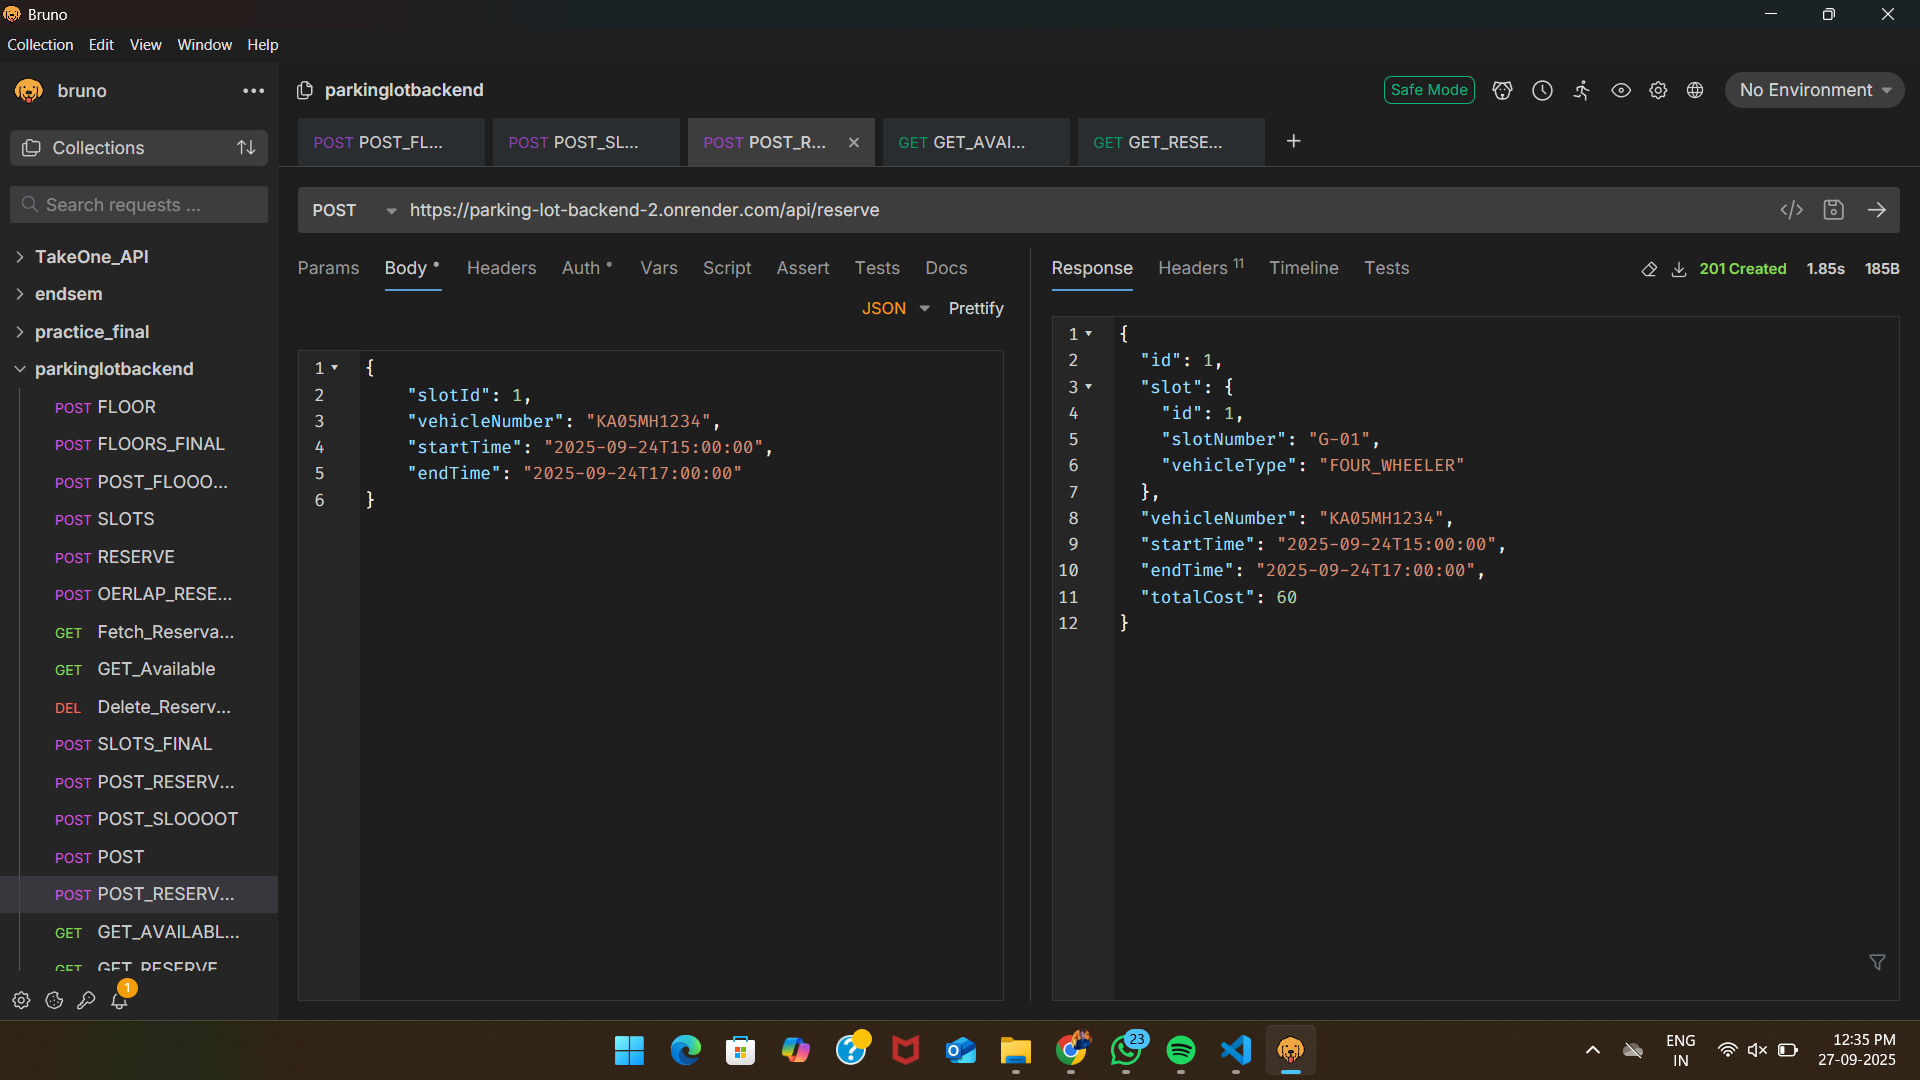 Bruno
Collection Edit View Window Help
bruno
parkinglotbackend
Safe Mode
No Environment
Collections
POST POST_FL...
POST POST_SL...
POST POST_R...
GET GET_AVAI...
GET GET_RESE...
Search requests ...
POST
https://parking-lot-backend-2.onrender.com/api/reserve
TakeOne_API
endsem
practice_final
parkinglotbackend
POST FLOOR
POST FLOORS_FINAL
POST POST_FLOOO...
POST SLOTS
POST RESERVE
POST OERLAP_RESE...
GET Fetch_Reserva...
GET GET_Available
DEL Delete_Reserv...
POST SLOTS_FINAL
POST POST_RESERV...
POST POST_SLOOOOT
POST POST
POST POST_RESERV...
GET GET_AVAILABL...
GET GET_RESERVE
1
Params Body Headers Auth Vars Script Assert Tests Docs
JSON Prettify
1 {
2 "slotId": 1,
3 "vehicleNumber": "KA05MH1234",
4 "startTime": "2025-09-24T15:00:00",
5 "endTime": "2025-09-24T17:00:00"
6 }
Response Headers 11 Timeline Tests
201 Created 1.85s 185B
1 {
2 "id": 1,
3 "slot": {
4 "id": 1,
5 "slotNumber": "G-01",
6 "vehicleType": "FOUR_WHEELER"
7 },
8 "vehicleNumber": "KA05MH1234",
9 "startTime": "2025-09-24T15:00:00",
10 "endTime": "2025-09-24T17:00:00",
11 "totalCost": 60
12 }
23
ENG
IN
12:35 PM
27-09-2025